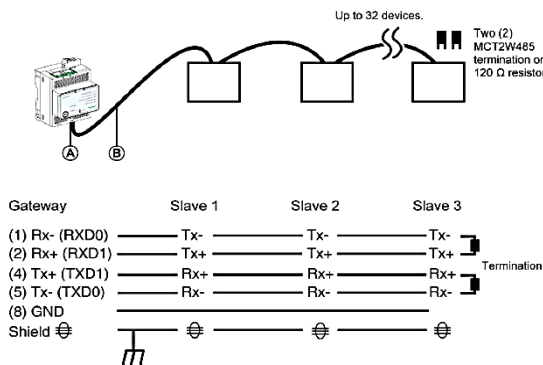 Up to 32 devices.
Two (2)
MCT2W485
termination or
120 Ω resistor
A
B
Gateway Slave 1 Slave 2 Slave 3
(1) Rx- (RXD0) Tx- Tx- Tx-
(2) Rx+ (RXD1) Tx+ Tx+ Tx+
Termination
(4) Tx+ (TXD1) Rx+ Rx+ Rx+
(5) Tx- (TXD0) Rx- Rx- Rx-
(8) GND
Shield